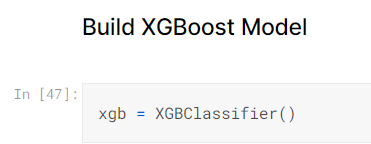 Build XGBoost Model
In [47]:
xgb = XGBClassifier()